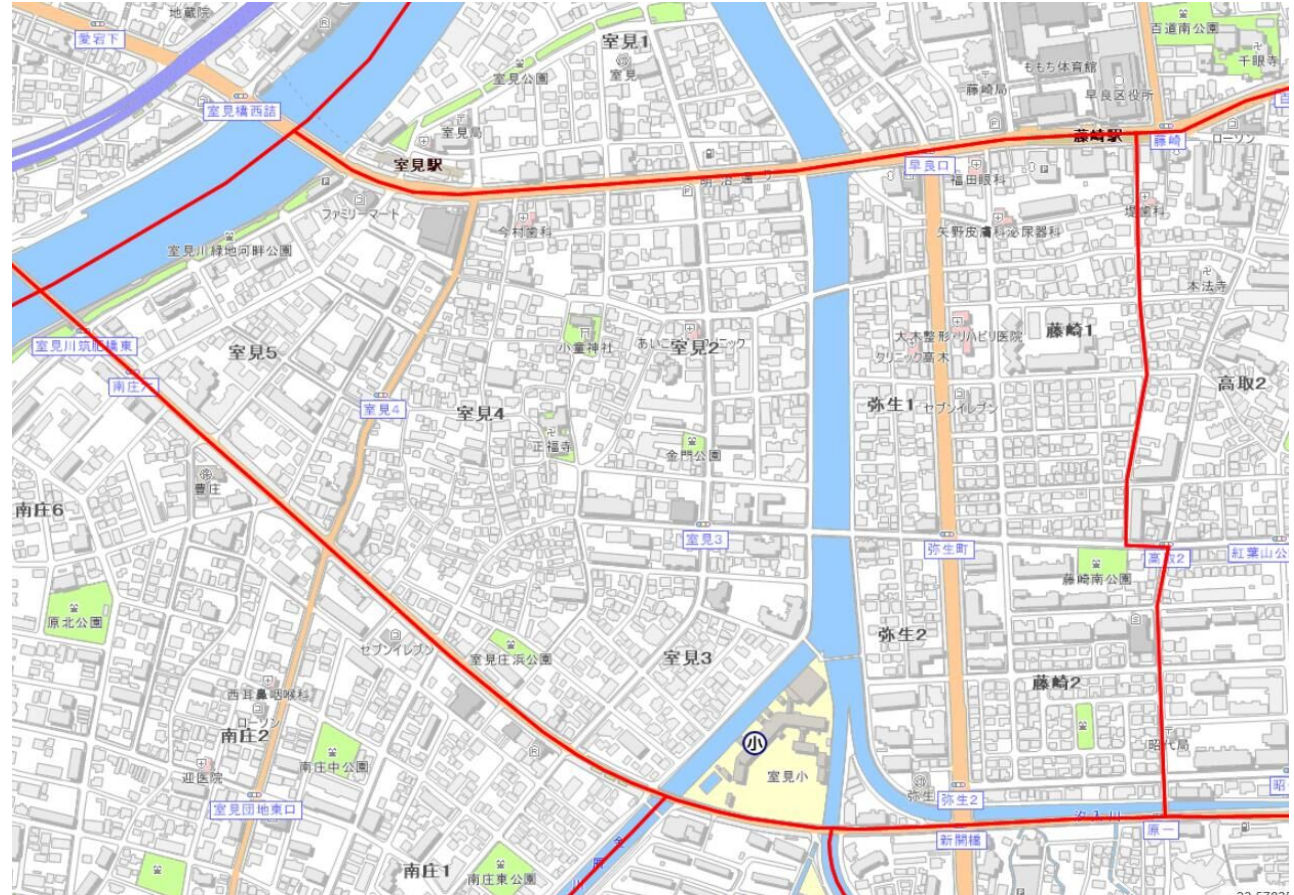 地蔵院
愛宕下
室見1
室見
室見公園
百道南公園
千眼寺
ももち体育館
藤崎局
早良区役所
室見橋西詰
室見局
室見駅
藤崎駅
藤崎
ローソン
早良口
福田眼科
明治通り
ファミリーマート
今村歯科
堤歯科
矢野皮膚科泌尿器科
室見川緑地河畔公園
本法寺
室見川筑肥橋東
室見5
小童神社
室見2
大木整形・リハビリ医院
クリニック高木
藤崎1
高取2
室見4
室見4
弥生1
セブンイレブン
正福寺
金門公園
豊庄
南庄6
室見3
弥生町
高取2
紅葉山公
藤崎南公園
原北公園
セブンイレブン
室見庄浜公園
室見3
弥生2
藤崎2
西耳鼻咽喉科
ローソン
南庄2
南庄中公園
小
昭代局
迎医院
室見小
弥生
弥生2
室見団地東口
新開橋
原一
南庄1
南庄東公園